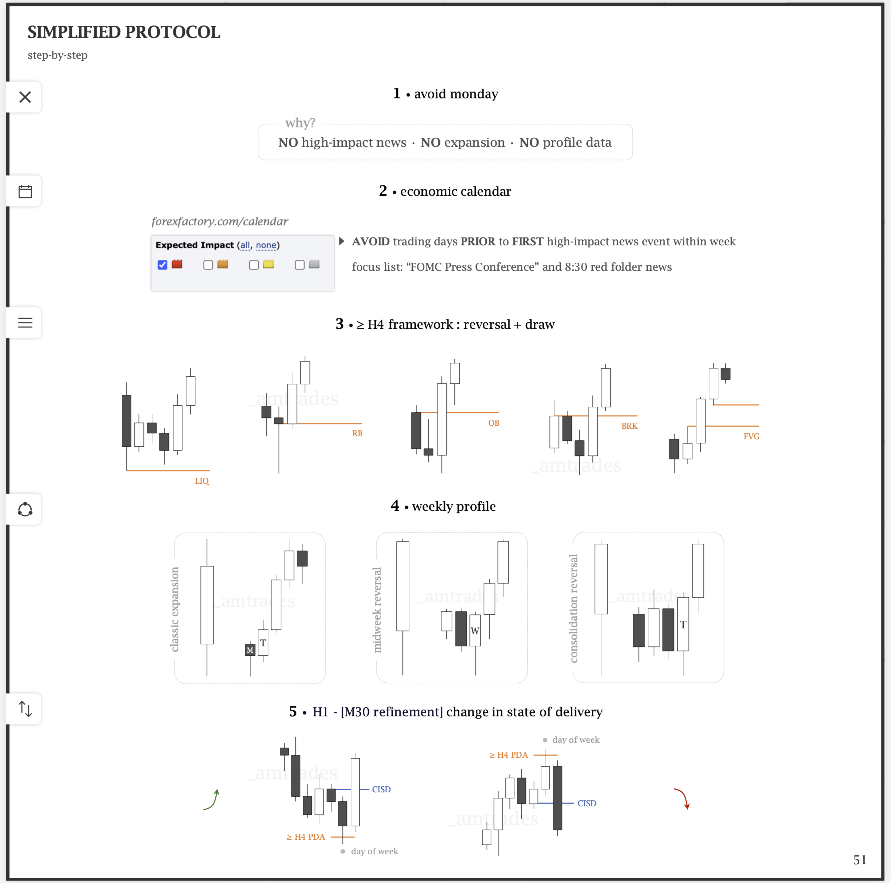 SIMPLIFIED PROTOCOL
step-by-step
1 • avoid monday
why?
NO high-impact news · NO expansion · NO profile data
2 • economic calendar
forexfactory.com/calendar
Expected Impact (all, none)
AVOID trading days PRIOR to FIRST high-impact news event within week
focus list: "FOMC Press Conference" and 8:30 red folder news
3 • ≥ H4 framework : reversal + draw
_amtrades
LIQ
RB
OB
BRK
FVG
_amtrades
4 • weekly profile
classic expansion
_amtrades
M
T
midweek reversal
_amtrades
W
consolidation reversal
_amtrades
T
5 • H1 - [M30 refinement] change in state of delivery
_amtrades
CISD
≥ H4 PDA
day of week
day of week
≥ H4 PDA
CISD
_amtrades
51